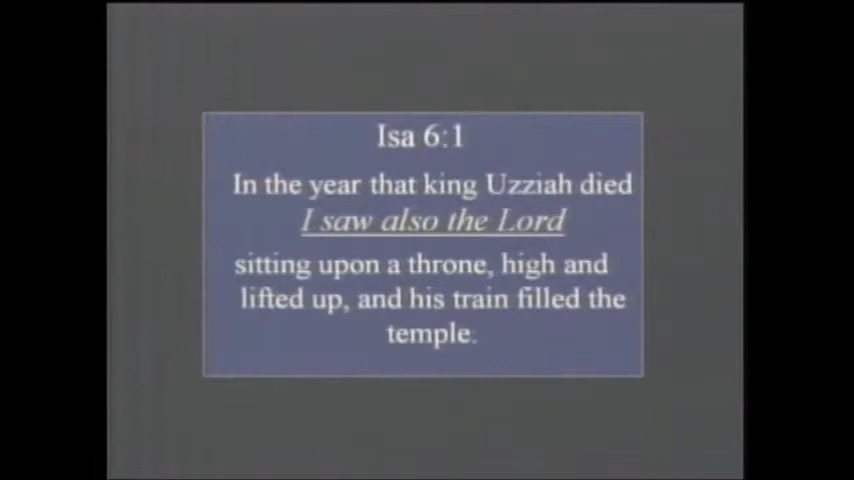 Isa 6:1
In the year that king Uzziah died
I saw also the Lord
sitting upon a throne, high and
lifted up, and his train filled the
temple.